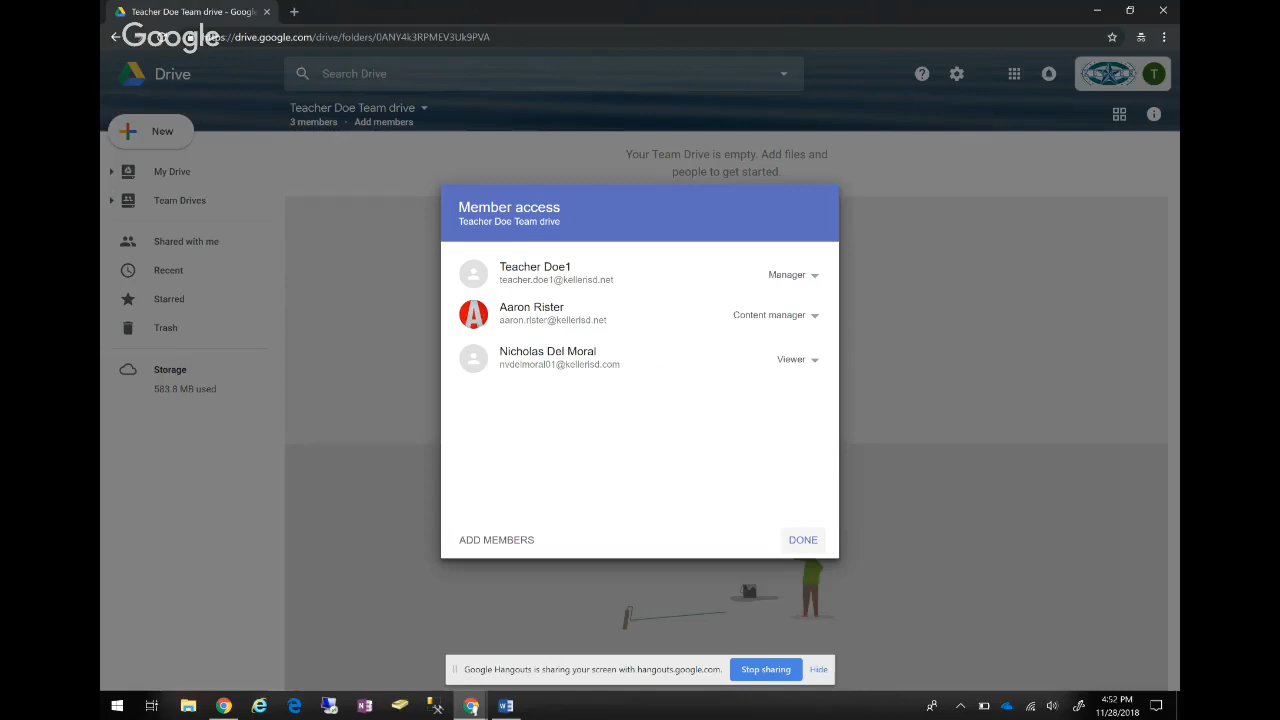 Teacher Doe Team drive - Google
Google
https://drive.google.com/drive/folders/0ANY4k3RPMEV3Uk9PVA
Drive
Search Drive
T
Teacher Doe Team drive
3 members · Add members
New
Your Team Drive is empty. Add files and
people to get started.
My Drive
Team Drives
Shared with me
Recent
Starred
Trash
Storage
583.8 MB used
Member access
Teacher Doe Team drive
Teacher Doe1
teacher.doe1@kellerisd.net
Manager
A
Aaron Rister
aaron.rister@kellerisd.net
Content manager
Nicholas Del Moral
nvdelmoral01@kellerisd.com
Viewer
ADD MEMBERS
DONE
Google Hangouts is sharing your screen with hangouts.google.com.
Stop sharing
Hide
4:52 PM
11/28/2018